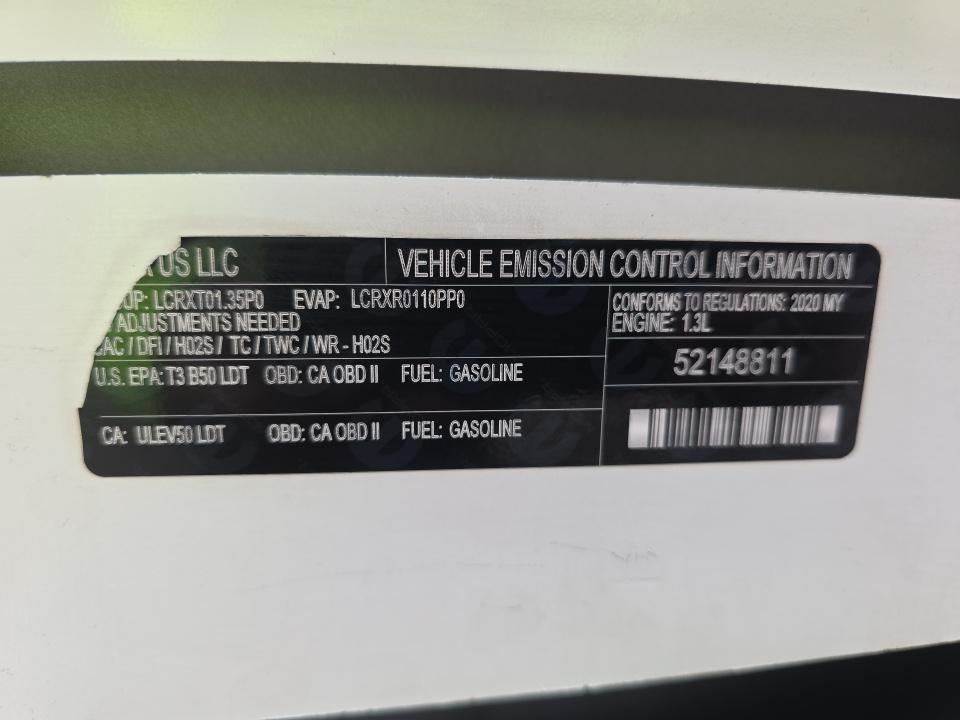 US LLC
VEHICLE EMISSION CONTROL INFORMATION
LCRXT01.35P0 EVAP: LCRXR0110PP0
ADJUSTMENTS NEEDED
CAC / DFI / H02S / TC / TWC / WR - H02S
U.S. EPA: T3 B50 LDT OBD: CA OBD II FUEL: GASOLINE
CA: ULEV50 LDT OBD: CA OBD II FUEL: GASOLINE
CONFORMS TO REGULATIONS: 2020 MY
ENGINE: 1.3L
52148811